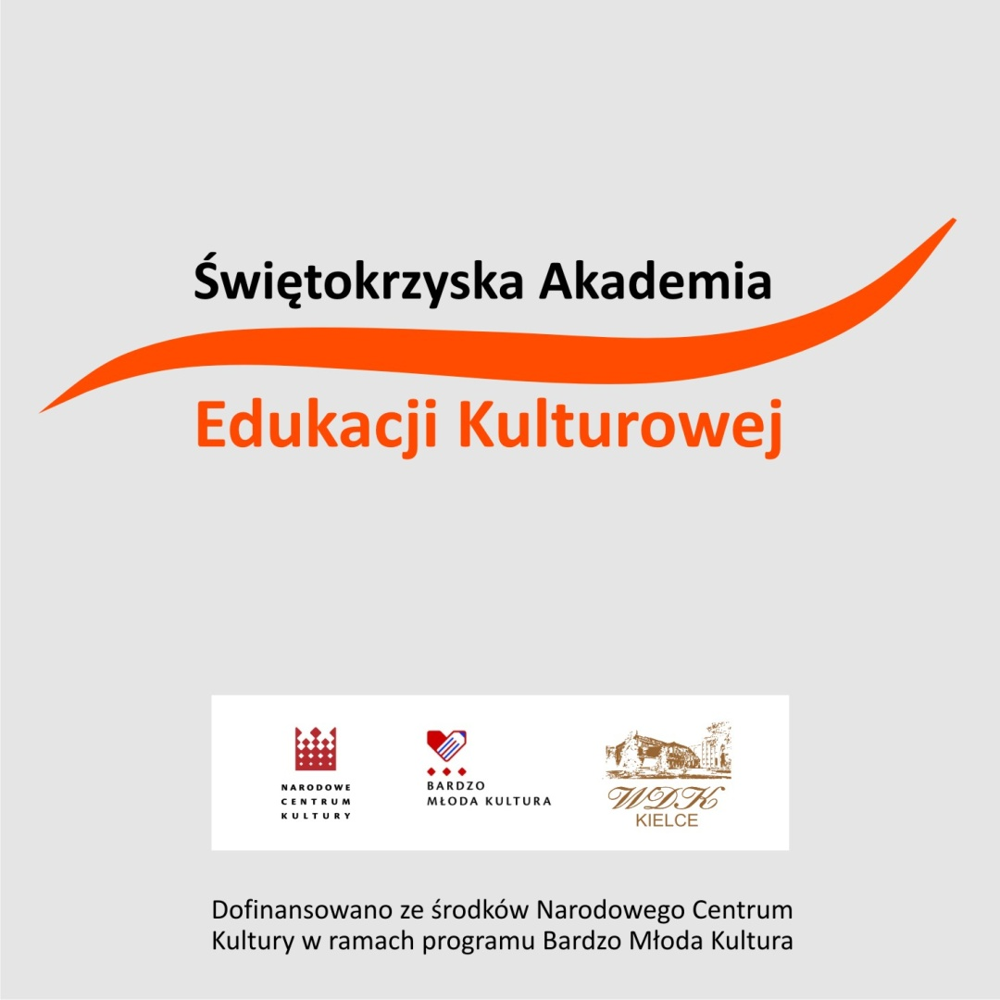 Świętokrzyska Akademia
Edukacji Kulturowej
NARODOWE
CENTRUM
KULTURY
BARDZO
MŁODA KULTURA
WDK
KIELCE
Dofinansowano ze środków Narodowego Centrum
Kultury w ramach programu Bardzo Młoda Kultura